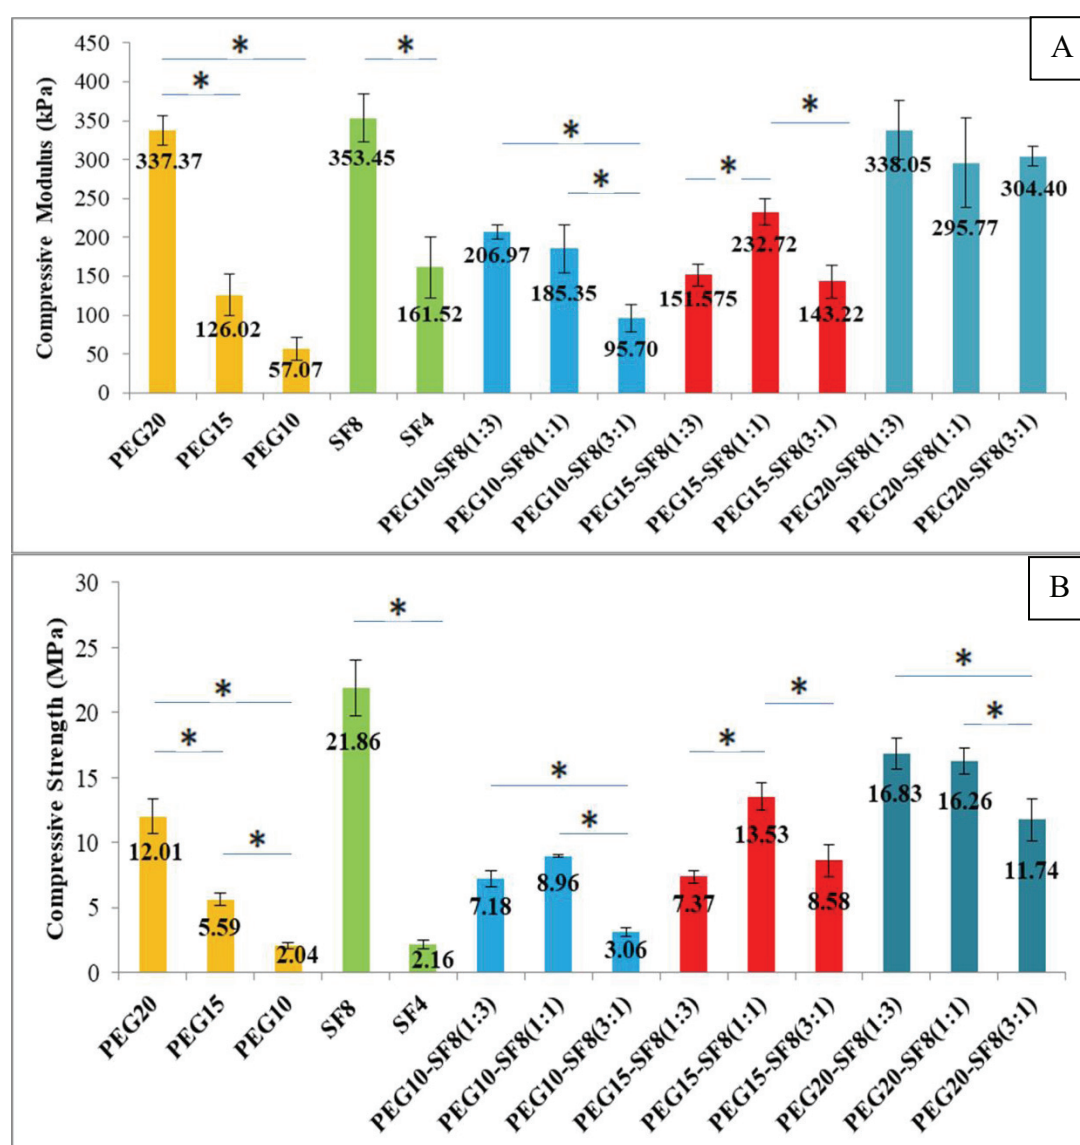 A
Compressive Modulus (kPa)
450
400
350
300
250
200
150
100
50
0
* * * * * * * *
337.37
126.02
57.07
353.45
161.52
206.97
185.35
95.70
151.575
232.72
143.22
338.05
295.77
304.40
PEG20
PEG15
PEG10
SF8
SF4
PEG10-SF8(1:3)
PEG10-SF8(1:1)
PEG10-SF8(3:1)
PEG15-SF8(1:3)
PEG15-SF8(1:1)
PEG15-SF8(3:1)
PEG20-SF8(1:3)
PEG20-SF8(1:1)
PEG20-SF8(3:1)
B
Compressive Strength (MPa)
30
25
20
15
10
5
0
* * * * * * * * * *
12.01
5.59
2.04
21.86
2.16
7.18
8.96
3.06
7.37
13.53
8.58
16.83
16.26
11.74
PEG20
PEG15
PEG10
SF8
SF4
PEG10-SF8(1:3)
PEG10-SF8(1:1)
PEG10-SF8(3:1)
PEG15-SF8(1:3)
PEG15-SF8(1:1)
PEG15-SF8(3:1)
PEG20-SF8(1:3)
PEG20-SF8(1:1)
PEG20-SF8(3:1)